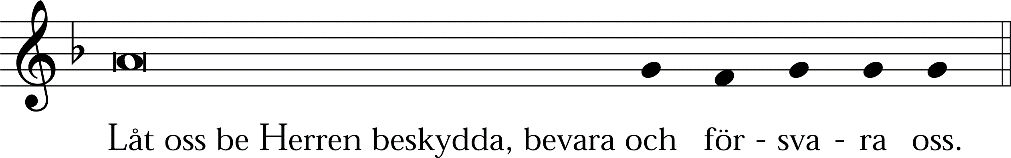 Låt oss be Herren beskydda, bevara och för - sva - ra oss.